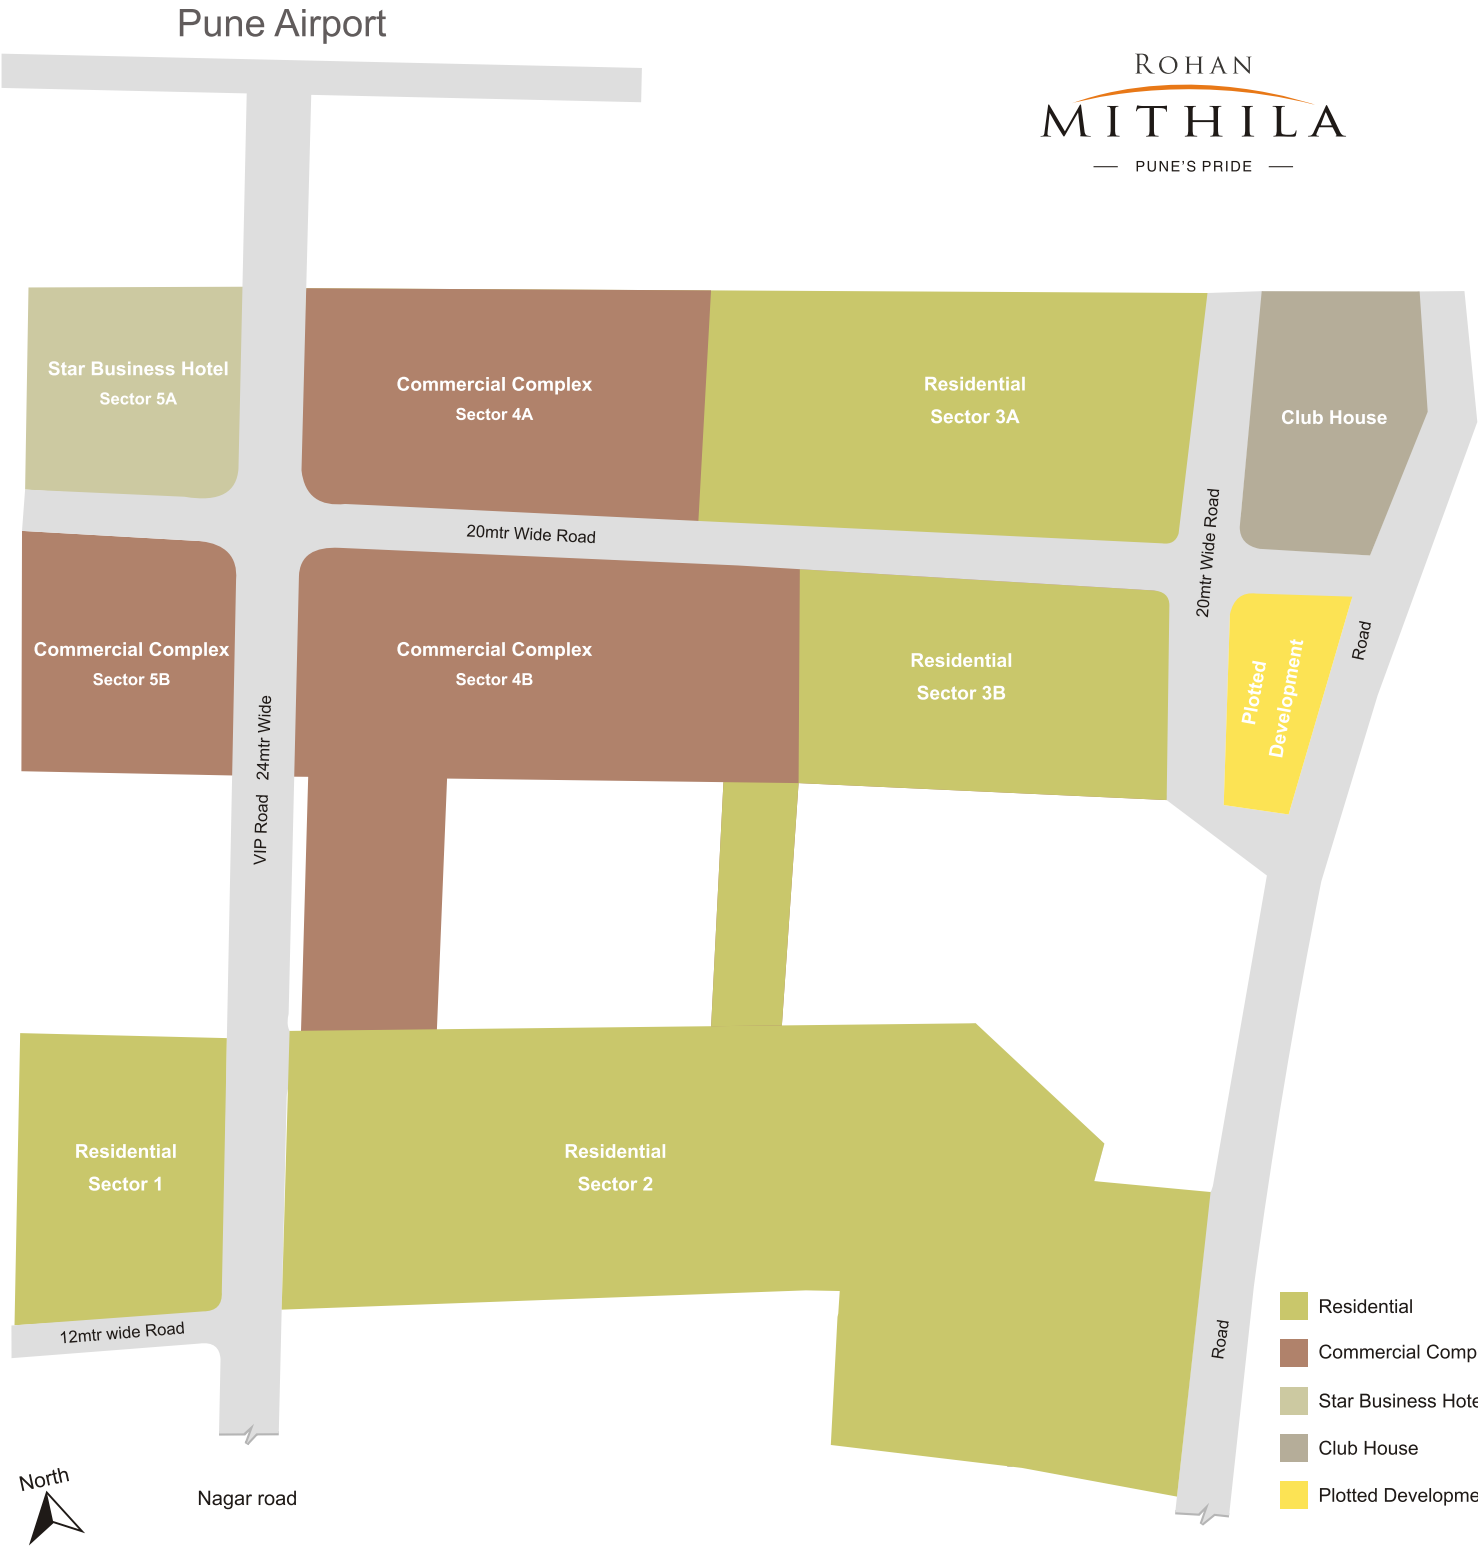 Pune Airport
ROHAN
MITHILA
PUNE'S PRIDE
Star Business Hotel
Sector 5A
Commercial Complex
Sector 4A
Residential
Sector 3A
Club House
20mtr Wide Road
20mtr Wide Road
Commercial Complex
Sector 5B
Commercial Complex
Sector 4B
Residential
Sector 3B
Plotted
Development
Road
VIP Road 24mtr Wide
Residential
Sector 1
Residential
Sector 2
12mtr wide Road
Road
Residential
Commercial Comp
Star Business Hote
Club House
Plotted Developme
North
Nagar road